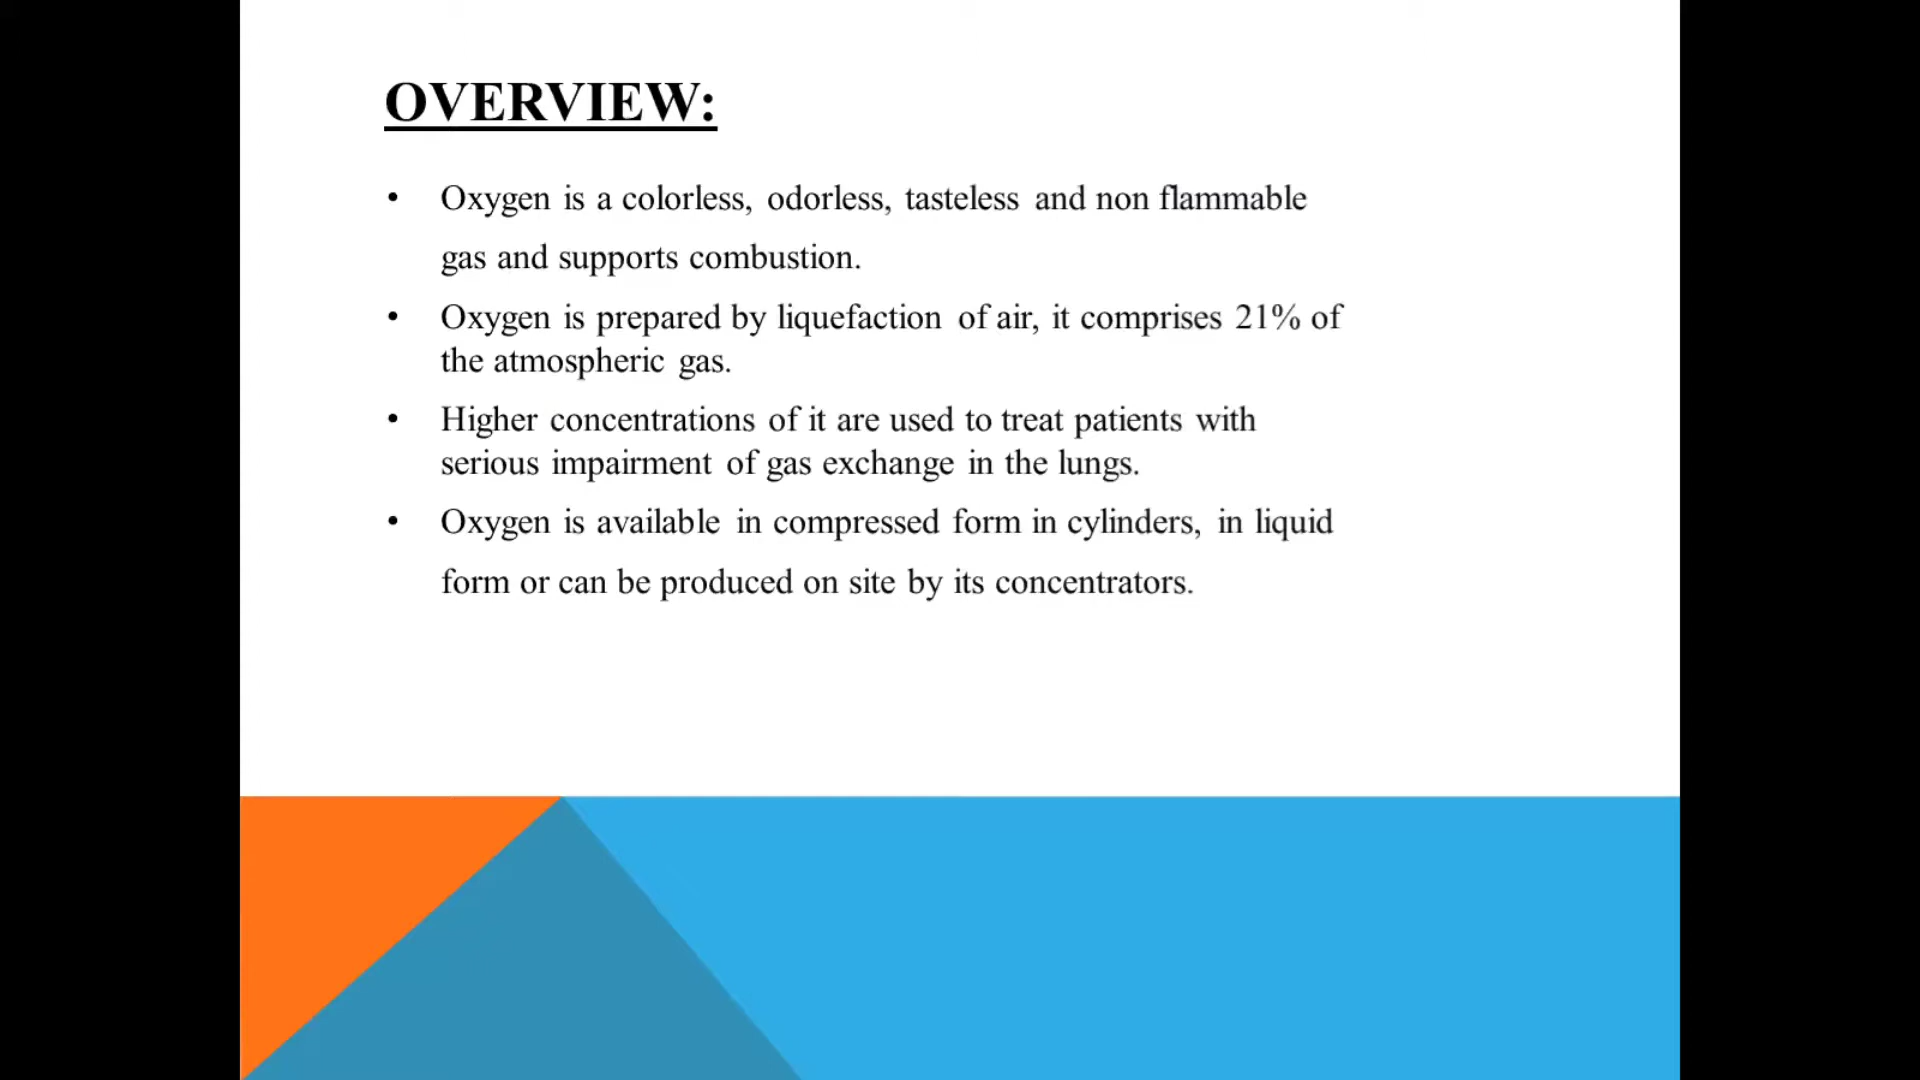 OVERVIEW:
• Oxygen is a colorless, odorless, tasteless and non flammable
gas and supports combustion.
• Oxygen is prepared by liquefaction of air, it comprises 21% of
the atmospheric gas.
• Higher concentrations of it are used to treat patients with
serious impairment of gas exchange in the lungs.
• Oxygen is available in compressed form in cylinders, in liquid
form or can be produced on site by its concentrators.